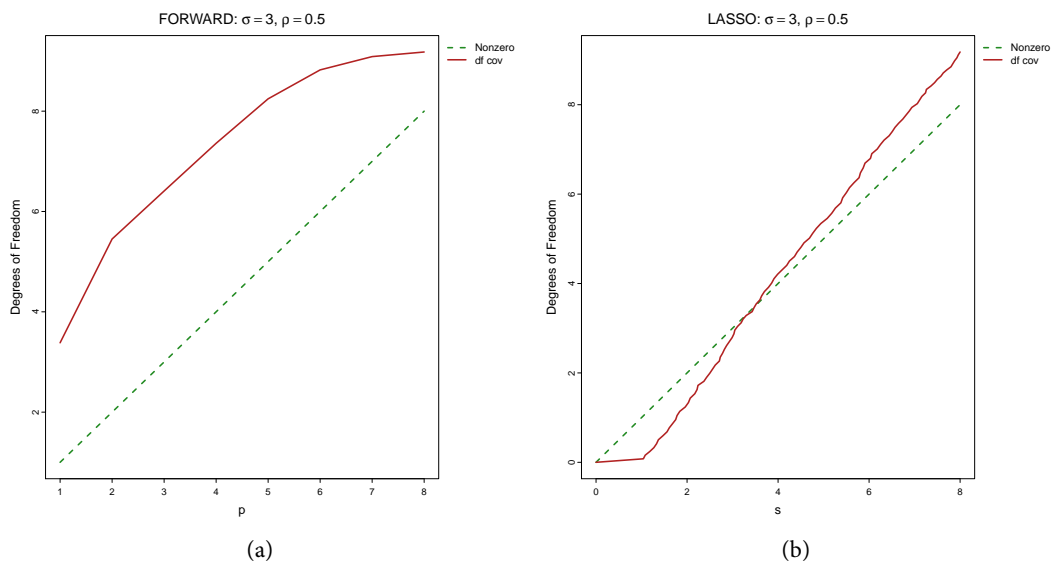 FORWARD: σ = 3, ρ = 0.5
Nonzero
df cov
Degrees of Freedom
8
6
4
2
1 2 3 4 5 6 7 8
p
(a)
LASSO: σ = 3, ρ = 0.5
Nonzero
df cov
Degrees of Freedom
8
6
4
2
0
0 2 4 6 8
s
(b)